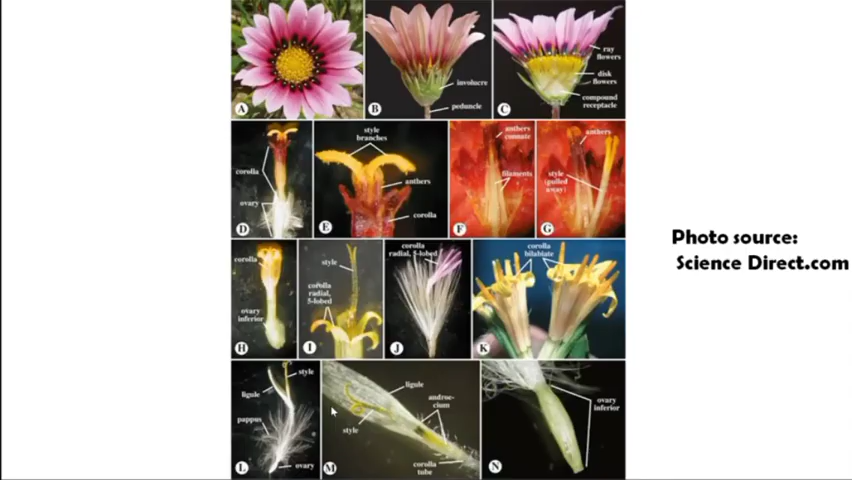 A
B
involucre
peduncle
C
ray
flowers
disk
flowers
compound
receptacle
D
corolla
ovary
E
style
branches
anthers
corolla
F
anthers
connate
filaments
G
anthers
style
(pulled
away)
H
corolla
ovary
inferior
I
style
corolla
radial,
5-lobed
J
corolla
radial, 5-lobed
K
corolla
bilabiate
L
style
ligule
pappus
ovary
M
ligule
androe-
cium
style
corolla
tube
N
ovary
inferior
Photo source:
Science Direct.com